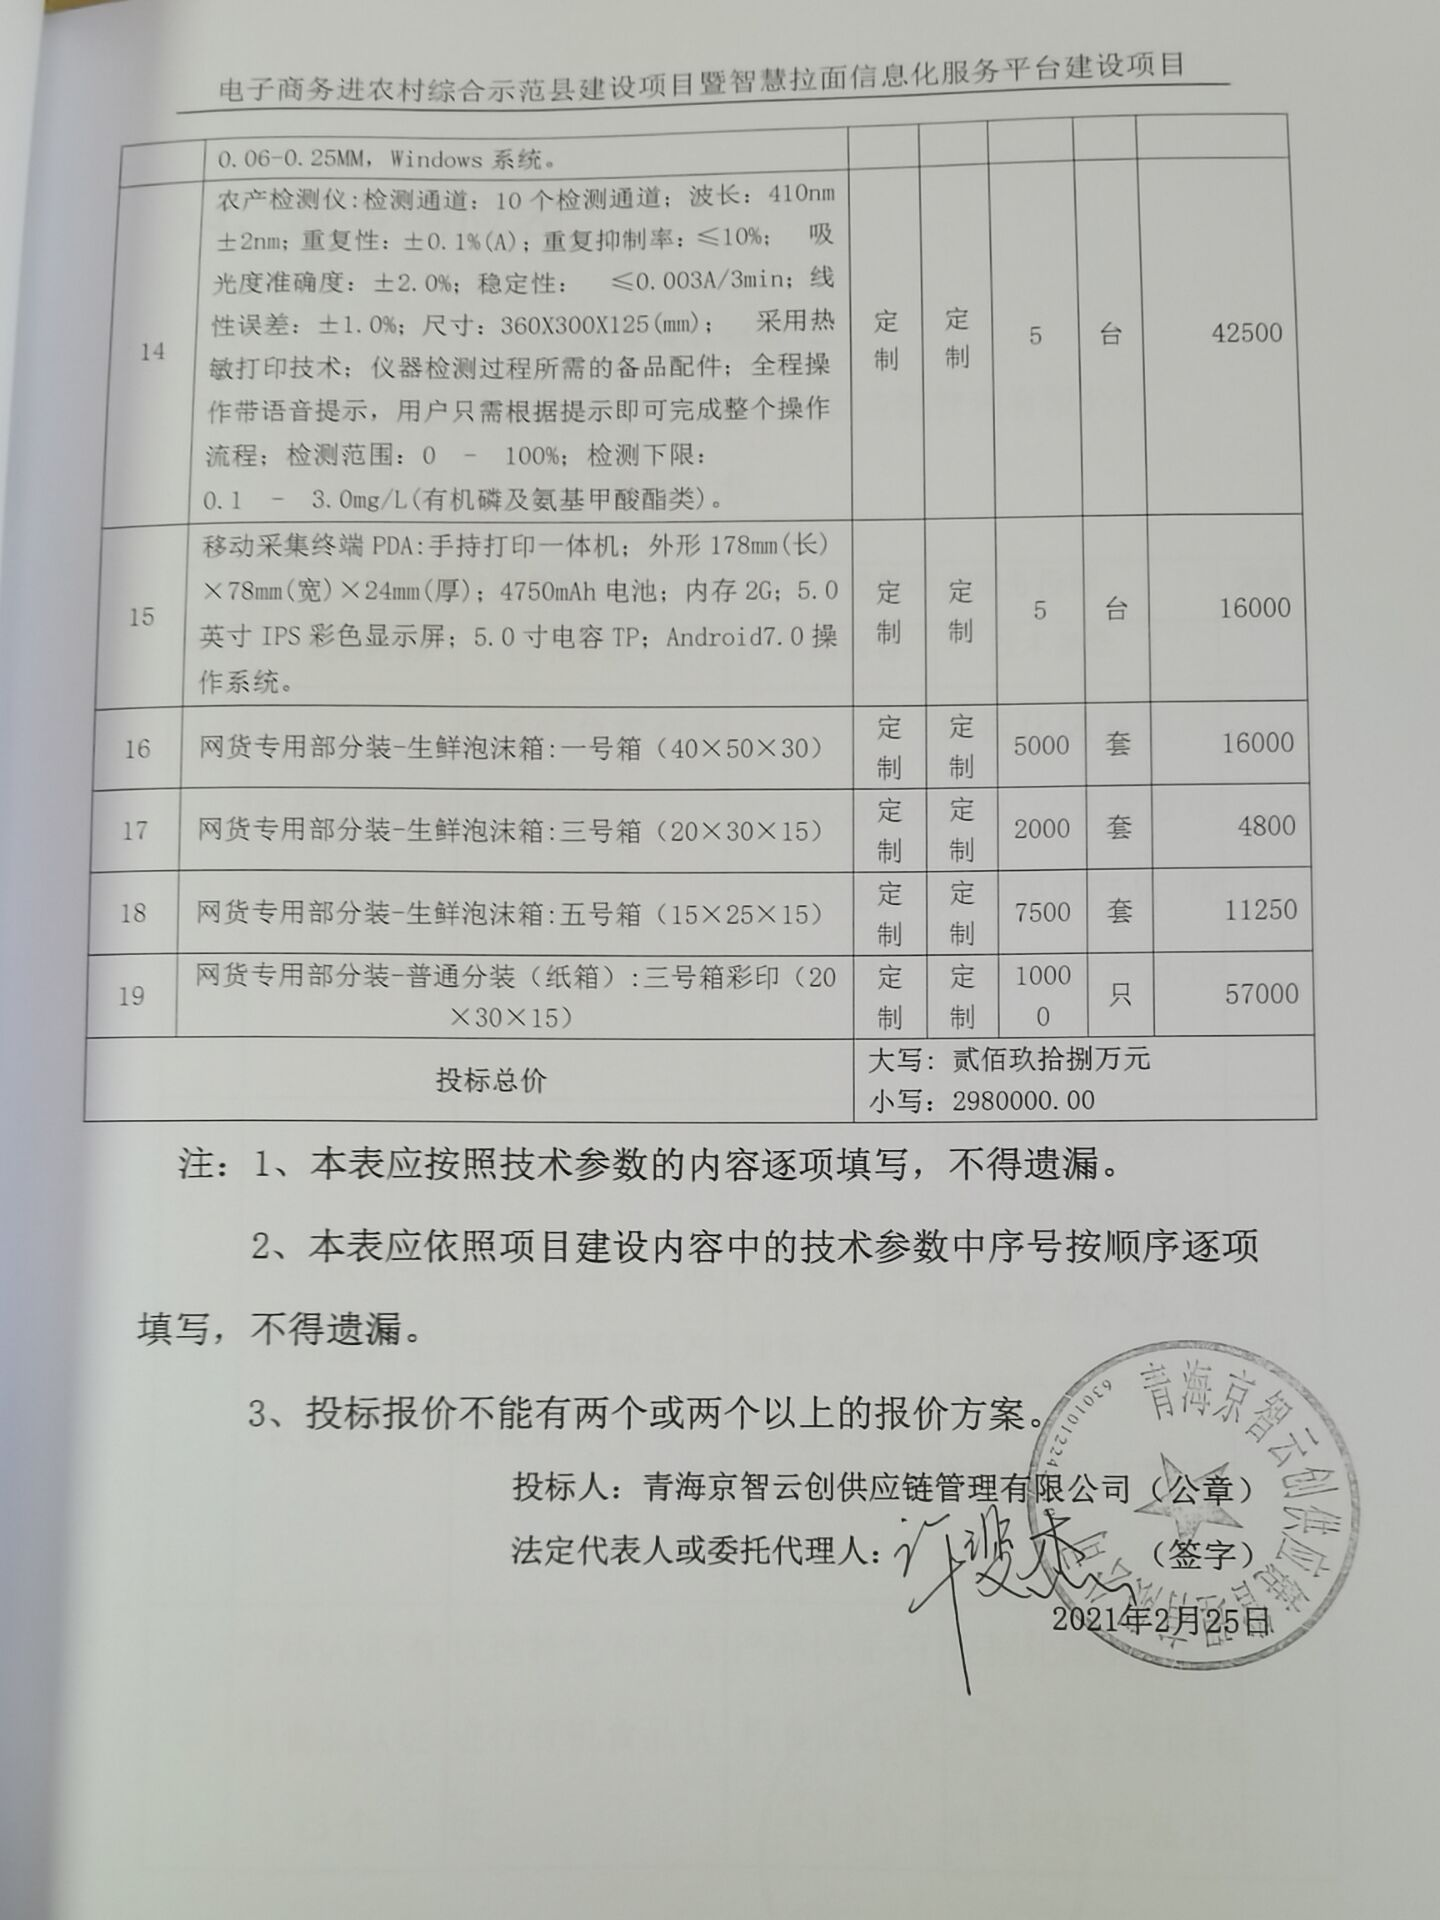 电子商务进农村综合示范县建设项目暨智慧拉面信息化服务平台建设项目
0.06-0.25MM，Windows 系统。
14
农产检测仪:检测通道：10 个检测通道；波长：410nm
±2nm；重复性：±0.1%(A)；重复抑制率：≤10%； 吸
光度准确度：±2.0%；稳定性： ≤0.003A/3min；线
性误差：±1.0%；尺寸：360X300X125(mm)； 采用热
敏打印技术；仪器检测过程所需的备品配件；全程操
作带语音提示，用户只需根据提示即可完成整个操作
流程；检测范围：0 – 100%；检测下限：
0.1 – 3.0mg/L(有机磷及氨基甲酸酯类)。
定制 定制 5 台 42500
15
移动采集终端 PDA:手持打印一体机；外形 178mm(长)
×78mm(宽)×24mm(厚)；4750mAh 电池；内存 2G；5.0
英寸 IPS 彩色显示屏；5.0 寸电容 TP；Android7.0 操
作系统。
定制 定制 5 台 16000
16 网货专用部分装-生鲜泡沫箱:一号箱（40×50×30） 定制 定制 5000 套 16000
17 网货专用部分装-生鲜泡沫箱:三号箱（20×30×15） 定制 定制 2000 套 4800
18 网货专用部分装-生鲜泡沫箱:五号箱（15×25×15） 定制 定制 7500 套 11250
19 网货专用部分装-普通分装（纸箱）:三号箱彩印（20
×30×15） 定制 定制 10000 只 57000
投标总价
大写：贰佰玖拾捌万元
小写：2980000.00
注：1、本表应按照技术参数的内容逐项填写，不得遗漏。
2、本表应依照项目建设内容中的技术参数中序号按顺序逐项
填写，不得遗漏。
3、投标报价不能有两个或两个以上的报价方案。
投标人：青海京智云创供应链管理有限公司（公章）
法定代表人或委托代理人： （签字）
2021年2月25日
青海京智云创供应链管理有限公司